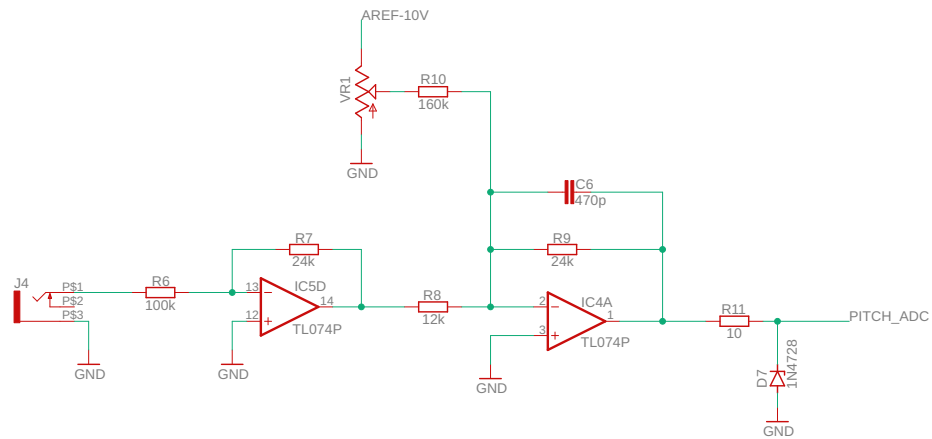 AREF-10V
VR1
R10
160k
GND
C6
470p
R7
24k
R9
24k
J4
P$1
P$2
P$3
R6
100k
13
12
14
IC5D
TL074P
R8
12k
2
3
1
IC4A
TL074P
R11
10
PITCH_ADC
D7
1N4728
GND
GND
GND
GND